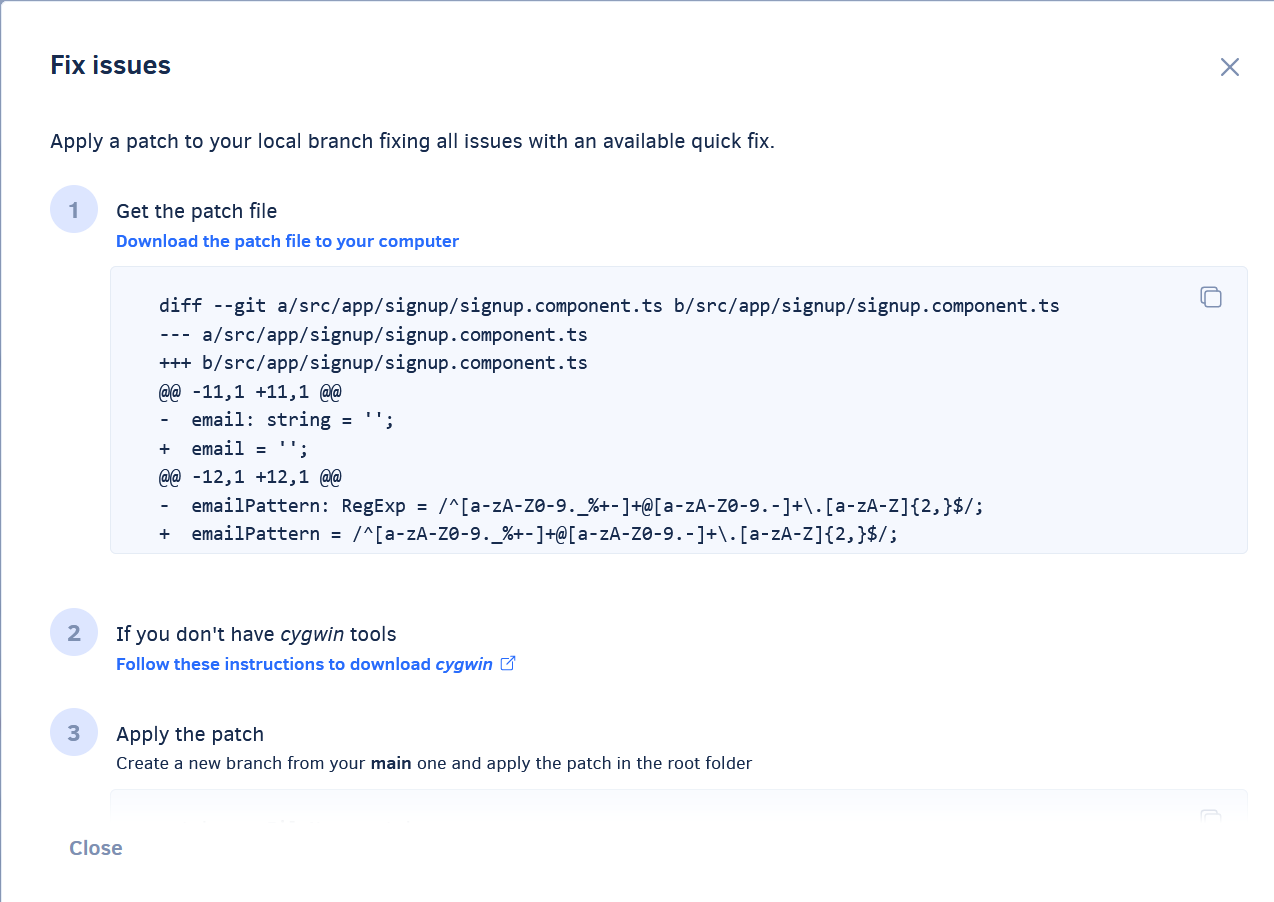 Fix issues
Apply a patch to your local branch fixing all issues with an available quick fix.
1
Get the patch file
Download the patch file to your computer
diff --git a/src/app/signup/signup.component.ts b/src/app/signup/signup.component.ts
--- a/src/app/signup/signup.component.ts
+++ b/src/app/signup/signup.component.ts
@@ -11,1 +11,1 @@
-  email: string = '';
+  email = '';
@@ -12,1 +12,1 @@
-  emailPattern: RegExp = /^[a-zA-Z0-9._%+-]+@[a-zA-Z0-9.-]+\.[a-zA-Z]{2,}$/;
+  emailPattern = /^[a-zA-Z0-9._%+-]+@[a-zA-Z0-9.-]+\.[a-zA-Z]{2,}$/;
2
If you don't have cygwin tools
Follow these instructions to download cygwin
3
Apply the patch
Create a new branch from your main one and apply the patch in the root folder
Close